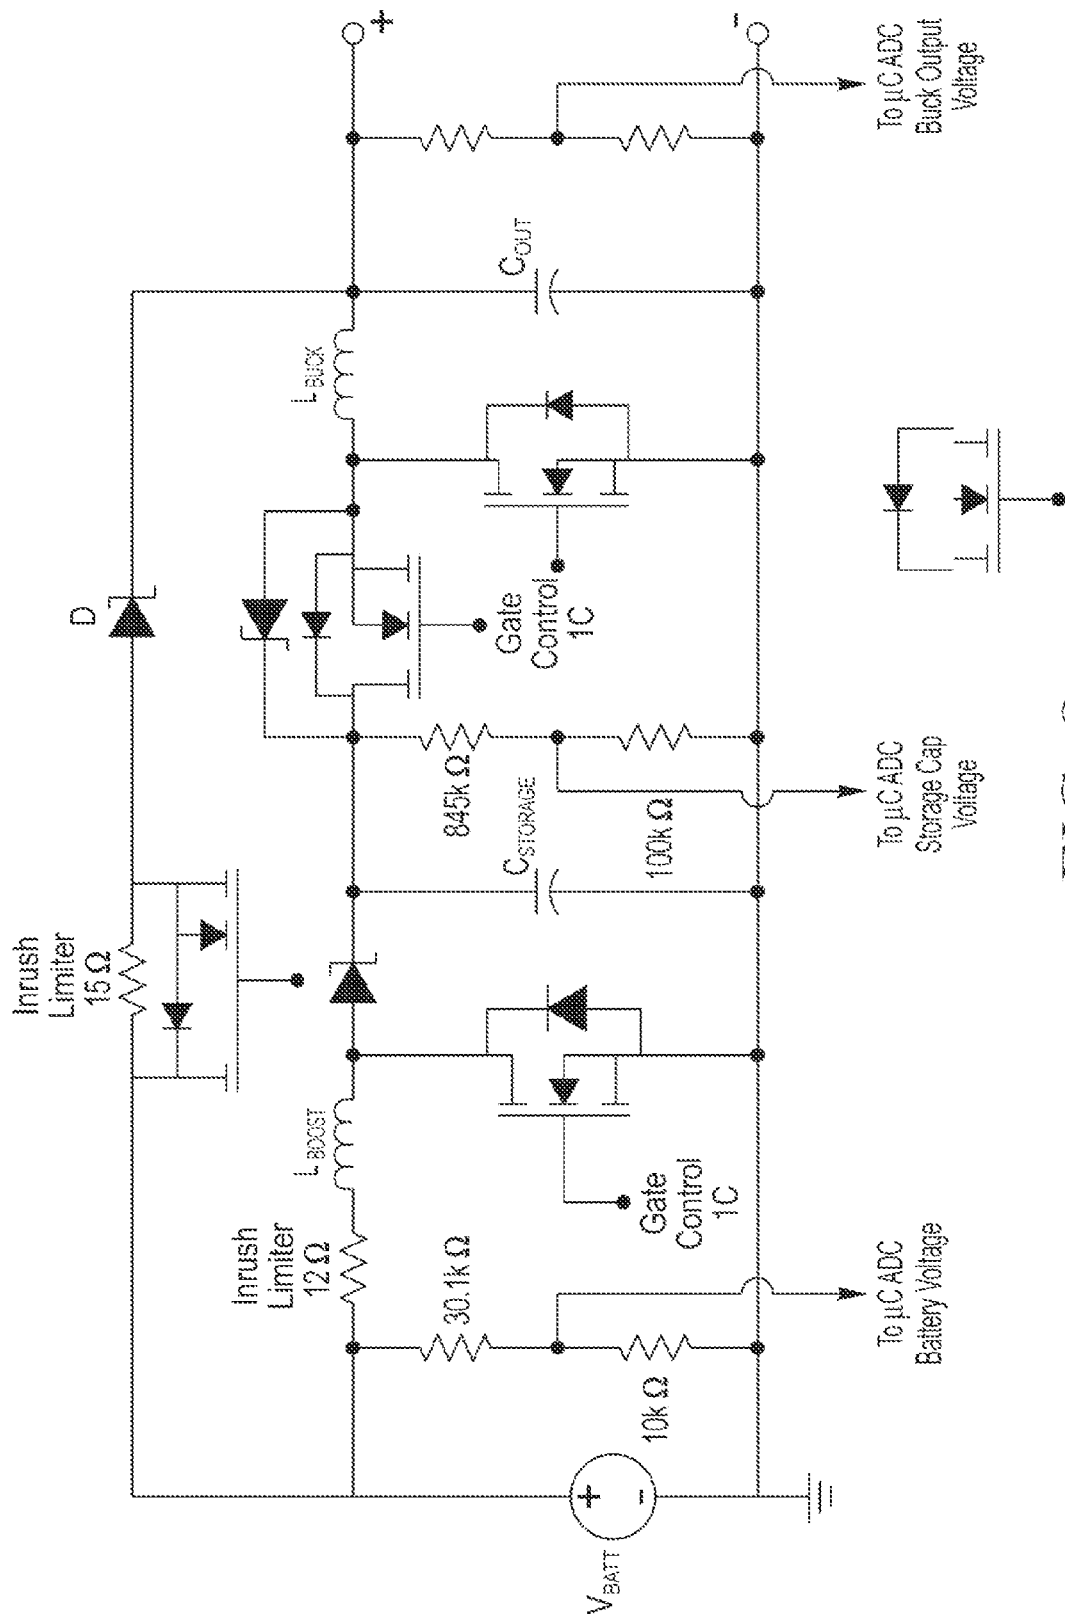 Inrush
Limiter
15 Ω
D
Inrush
Limiter
12 Ω
LBOOST
LBUCK
30.1k Ω
10k Ω
845k Ω
100k Ω
CSTORAGE
COUT
Gate
Control
1C
Gate
Control
1C
+
-
VBATT
+
-
To µC ADC
Battery Voltage
To µC ADC
Storage Cap
Voltage
To µC ADC
Buck Output
Voltage